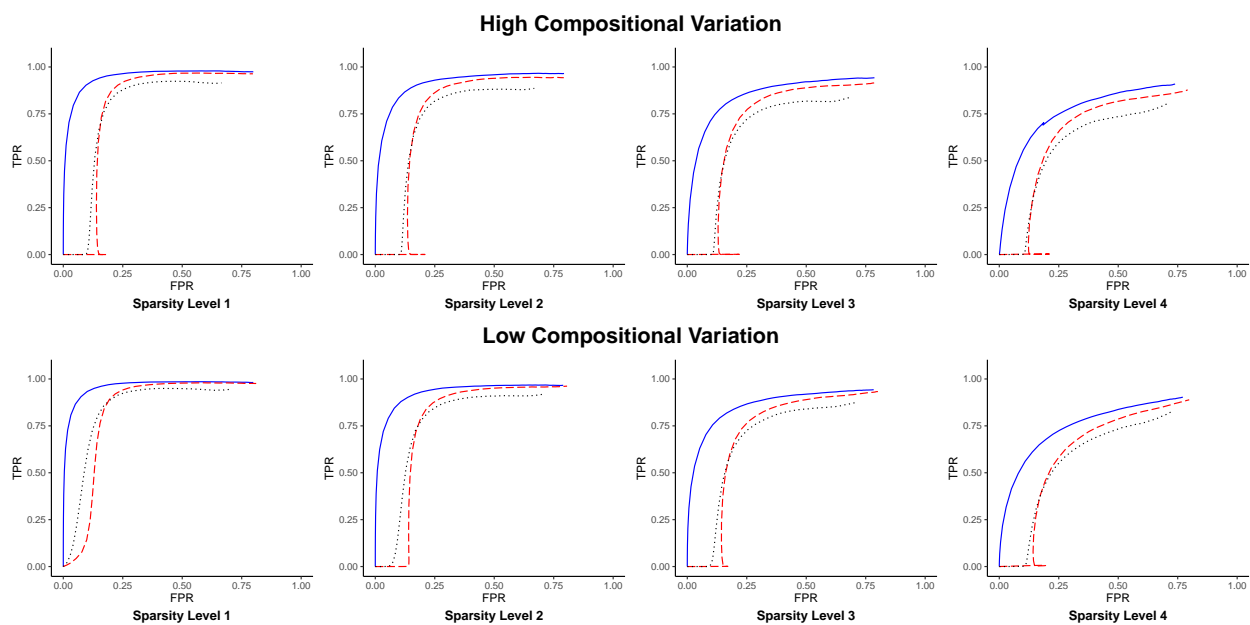 High Compositional Variation
1.00 1.00 1.00 1.00
0.75 0.75 0.75 0.75
TPR TPR TPR TPR
0.50 0.50 0.50 0.50
0.25 0.25 0.25 0.25
0.00 0.00 0.00 0.00
0.00 0.25 0.50 0.75 1.00 0.00 0.25 0.50 0.75 1.00 0.00 0.25 0.50 0.75 1.00 0.00 0.25 0.50 0.75 1.00
FPR FPR FPR FPR
Sparsity Level 1 Sparsity Level 2 Sparsity Level 3 Sparsity Level 4
Low Compositional Variation
1.00 1.00 1.00 1.00
0.75 0.75 0.75 0.75
TPR TPR TPR TPR
0.50 0.50 0.50 0.50
0.25 0.25 0.25 0.25
0.00 0.00 0.00 0.00
0.00 0.25 0.50 0.75 1.00 0.00 0.25 0.50 0.75 1.00 0.00 0.25 0.50 0.75 1.00 0.00 0.25 0.50 0.75 1.00
FPR FPR FPR FPR
Sparsity Level 1 Sparsity Level 2 Sparsity Level 3 Sparsity Level 4